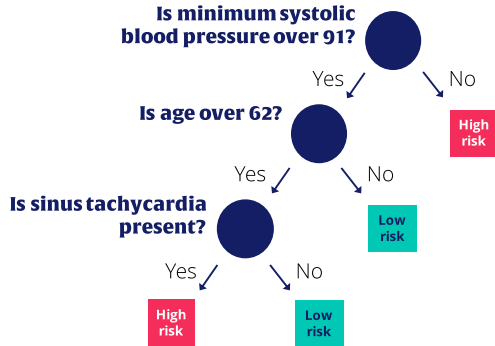 Is minimum systolic
blood pressure over 91?
Yes
No
Is age over 62?
High
risk
Yes
No
Is sinus tachycardia
present?
Low
risk
Yes
No
High
risk
Low
risk